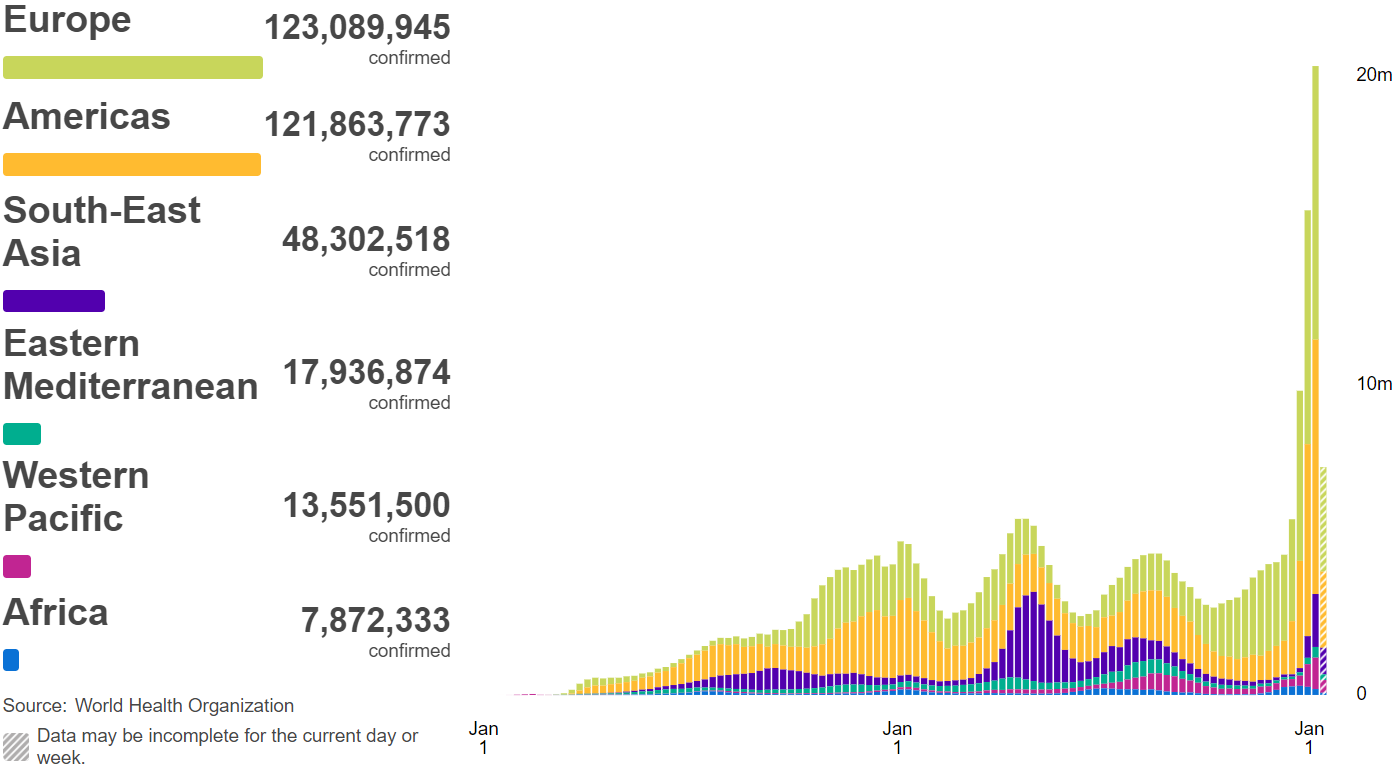 Europe
123,089,945
confirmed
Americas
121,863,773
confirmed
South-East
Asia
48,302,518
confirmed
Eastern
Mediterranean
17,936,874
confirmed
Western
Pacific
13,551,500
confirmed
Africa
7,872,333
confirmed
Source: World Health Organization
Data may be incomplete for the current day or
week.
20m
10m
0
Jan
1
Jan
1
Jan
1